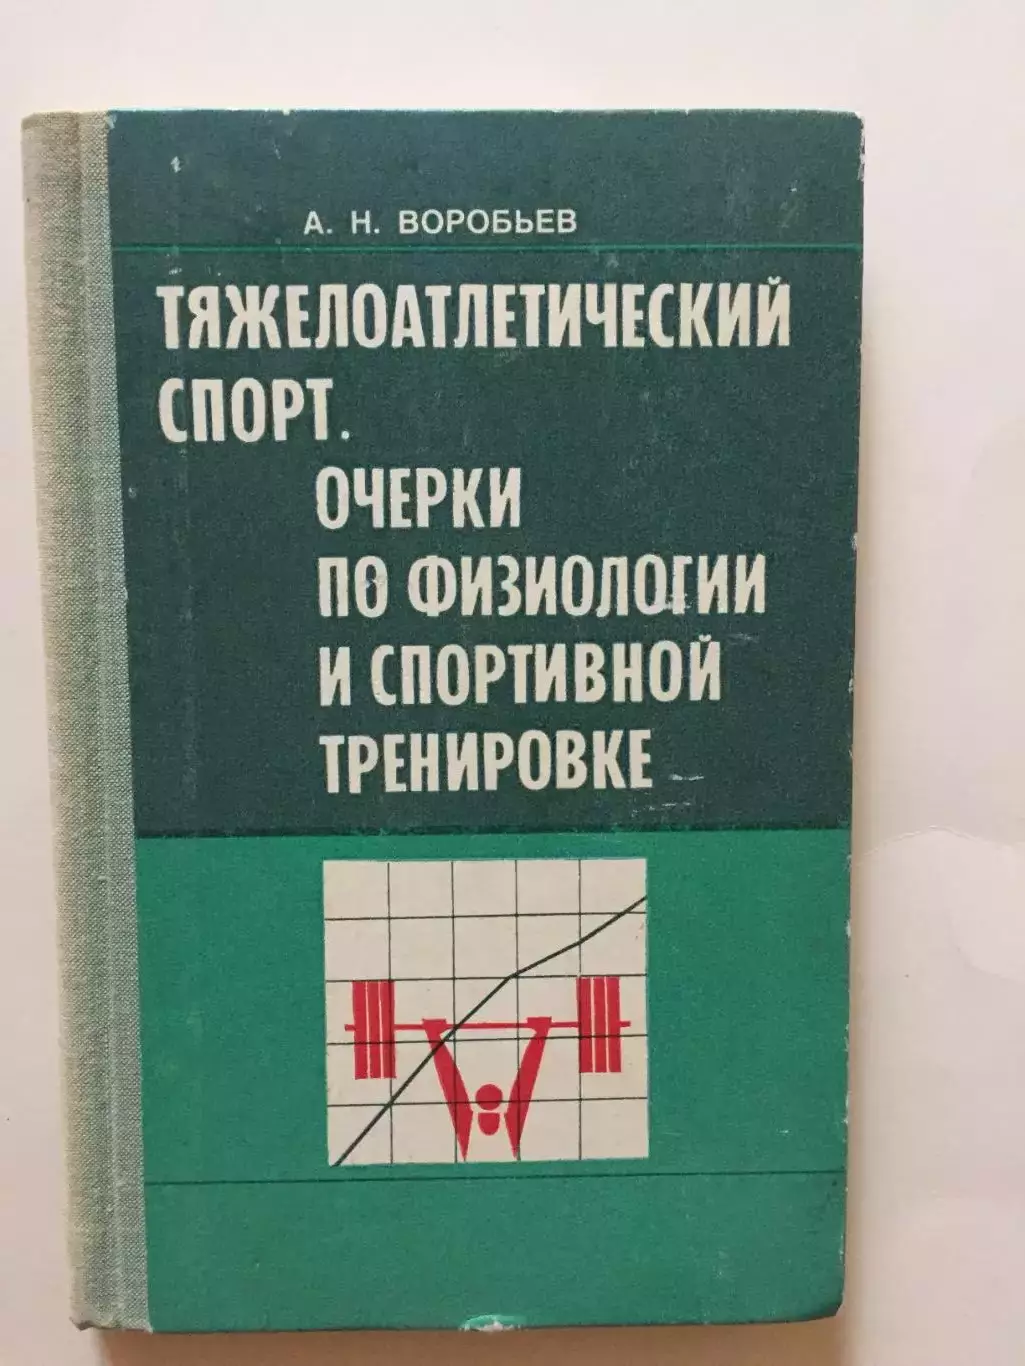 А. Н. ВОРОБЬЕВ
ТЯЖЕЛОАТЛЕТИЧЕСКИЙ
СПОРТ.
ОЧЕРКИ
ПО ФИЗИОЛОГИИ
И СПОРТИВНОЙ
ТРЕНИРОВКЕ